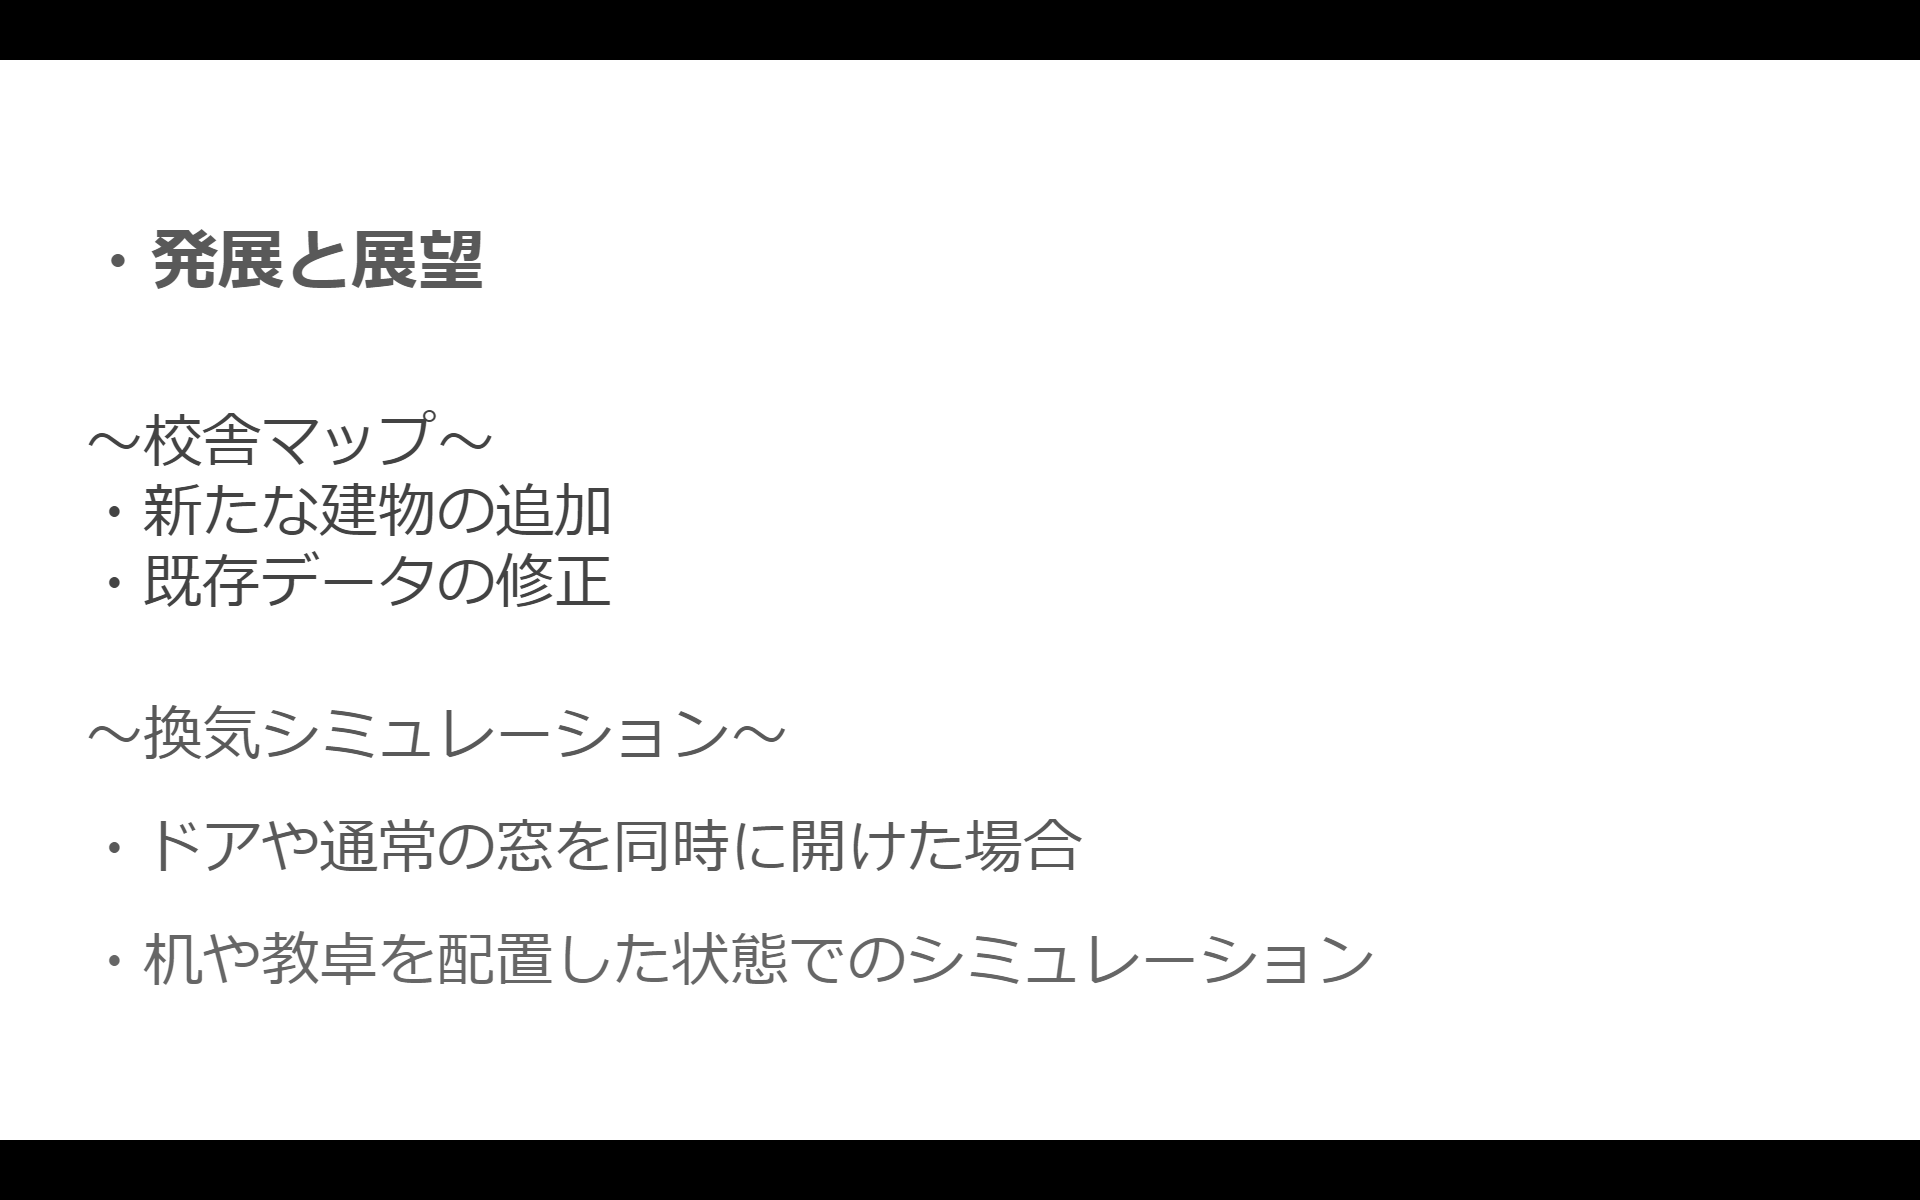 ・発展と展望
～校舎マップ～
・新たな建物の追加
・既存データの修正
～換気シミュレーション～
・ドアや通常の窓を同時に開けた場合
・机や教卓を配置した状態でのシミュレーション